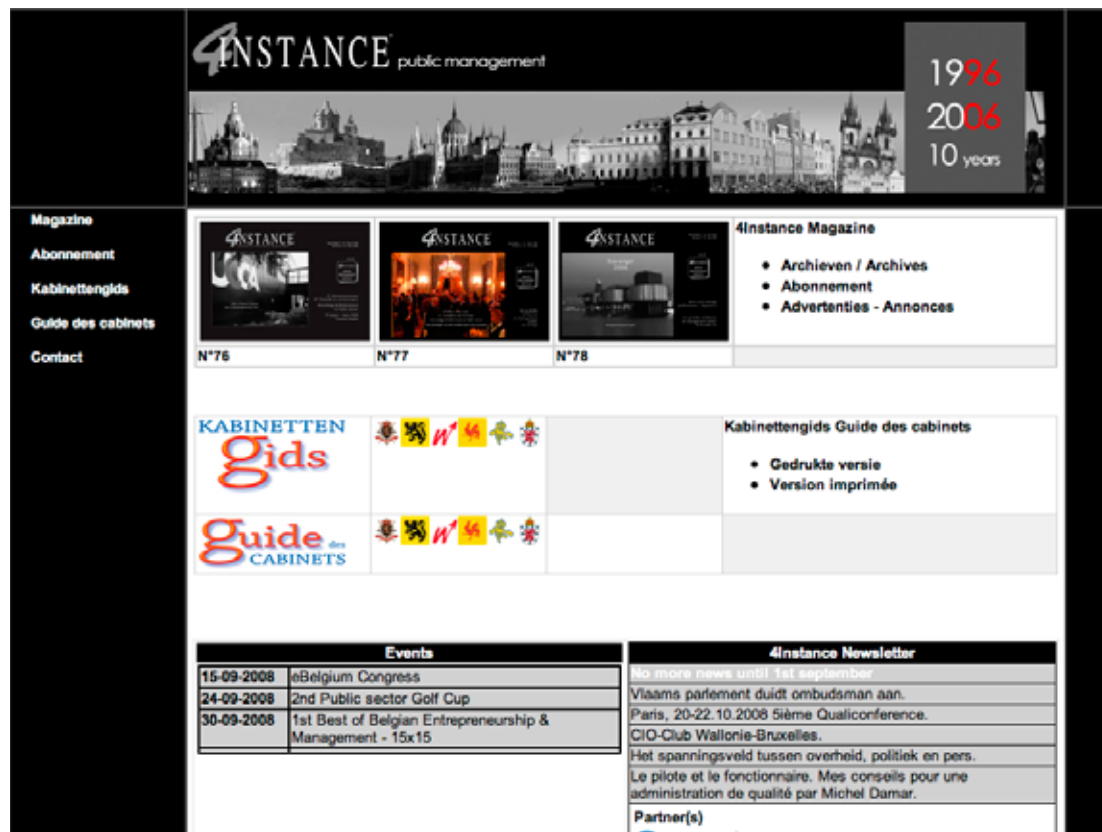 4INSTANCE public management
1996
2006
10 years
Magazine
Abonnement
Kabinettengids
Guide des cabinets
Contact
4INSTANCE
4INSTANCE
4INSTANCE
N°76
N°77
N°78
4Instance Magazine
Archieven / Archives
Abonnement
Advertenties - Annonces
KABINETTEN
gids
Kabinettengids Guide des cabinets
Gedrukte versie
Version imprimée
guide des
CABINETS
Events
15-09-2008 eBelgium Congress
24-09-2008 2nd Public sector Golf Cup
30-09-2008 1st Best of Belgian Entrepreneurship &
Management - 15x15
4Instance Newsletter
No more news until 1st september
Vlaams parlement duidt ombudsman aan.
Paris, 20-22.10.2008 5ième Qualiconference.
CIO-Club Wallonie-Bruxelles.
Het spanningsveld tussen overheid, politiek en pers.
Le pilote et le fonctionnaire. Mes conseils pour une
administration de qualité par Michel Damar.
Partner(s)